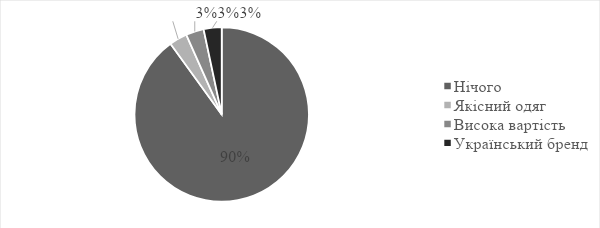 3%3%3%
90%
Нічого
Якісний одяг
Висока вартість
Український бренд